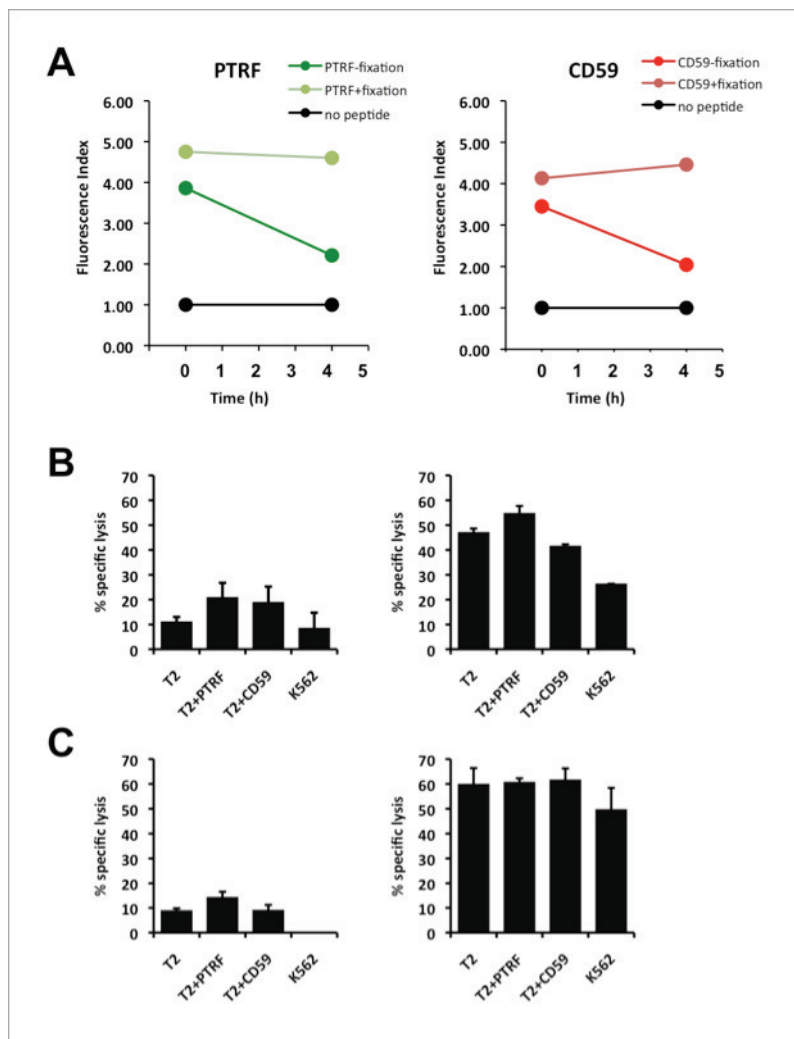 A
PTRF
PTRF-fixation
PTRF+fixation
no peptide
Fluorescence Index
6.00
5.00
4.00
3.00
2.00
1.00
0.00
0 1 2 3 3 4 5
Time (h)
CD59
CD59-fixation
CD59+fixation
no peptide
Fluorescence Index
6.00
5.00
4.00
3.00
2.00
1.00
0.00
0 1 2 3 3 4 5
Time (h)
B
% specific lysis
70
60
50
40
30
20
10
0
T2
T2+PTRF
T2+CD59
K562
% specific lysis
70
60
50
40
30
20
10
0
T2
T2+PTRF
T2+CD59
K562
C
% specific lysis
70
60
50
40
30
20
10
0
T2
T2+PTRF
T2+CD59
K562
% specific lysis
70
60
50
40
30
20
10
0
T2
T2+PTRF
T2+CD59
K562